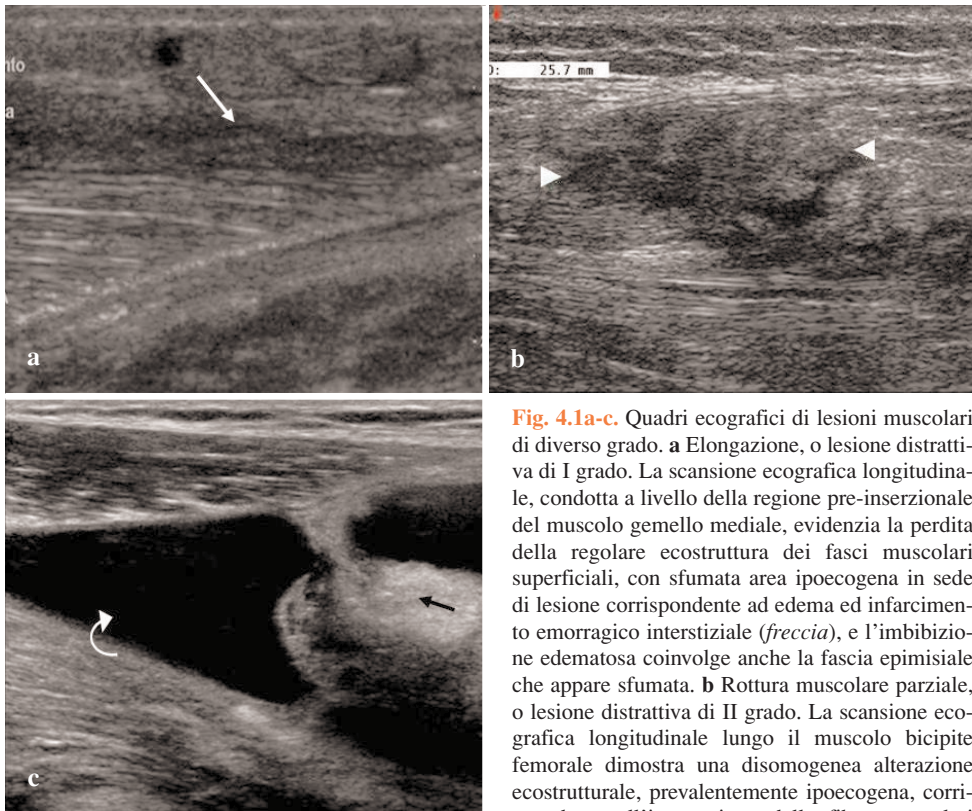 nto
a
a
D: 25.7 mm
b
c
Fig. 4.1a-c. Quadri ecografici di lesioni muscolari
di diverso grado. a Elongazione, o lesione distratti-
va di I grado. La scansione ecografica longitudina-
le, condotta a livello della regione pre-inserzionale
del muscolo gemello mediale, evidenzia la perdita
della regolare ecostruttura dei fasci muscolari
superficiali, con sfumata area ipoecogena in sede
di lesione corrispondente ad edema ed infarcimen-
to emorragico interstiziale (freccia), e l'imbibizio-
ne edematosa coinvolge anche la fascia epimisiale
che appare sfumata. b Rottura muscolare parziale,
o lesione distrattiva di II grado. La scansione eco-
grafica longitudinale lungo il muscolo bicipite
femorale dimostra una disomogenea alterazione
ecostrutturale, prevalentemente ipoecogena, corri-